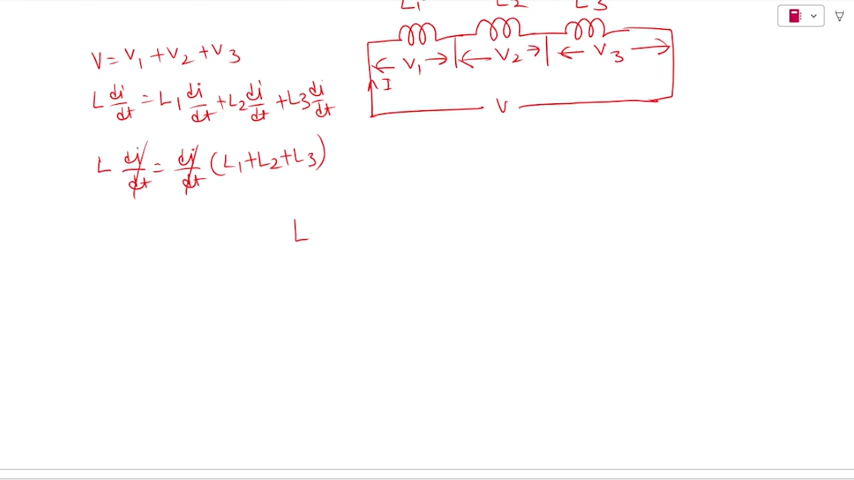 L1 L2 L3
V = V1 + V2 + V3
V1 V2 V3
I
V
L di/dt = L1 di/dt + L2 di/dt + L3 di/dt
L di/dt = di/dt (L1 + L2 + L3)
L